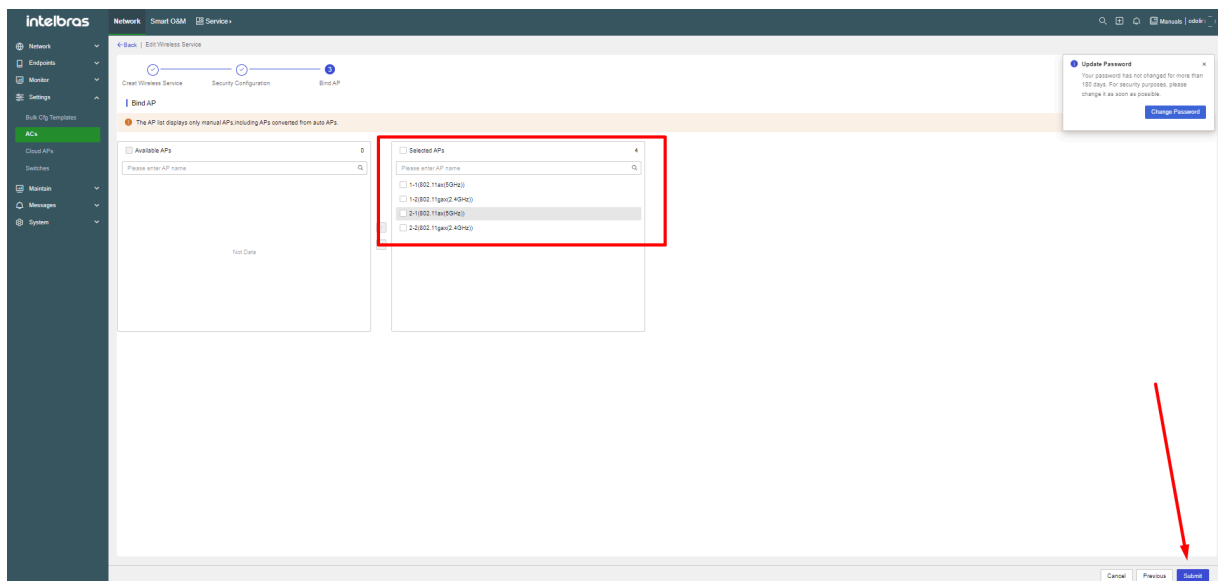 intelbras
Network Smart O&M Service
Manuals
Network
Endpoints
Monitor
Settings
Bulk Cfg Templates
ACs
Cloud APs
Switches
Maintain
Messages
System
Back | Edit Wireless Service
Creat Wireless Service
Security Configuration
3
Bind AP
Bind AP
The AP list displays only manual APs,including APs converted from auto APs.
Available APs 0
Please enter AP name
Not Data
Selected APs 4
Please enter AP name
1-1(802.11ax(5GHz))
1-2(802.11gax(2.4GHz))
2-1(802.11ax(5GHz))
2-2(802.11gax(2.4GHz))
Update Password
Your password has not changed for more than
180 days. For security purposes, please
change it as soon as possible.
Change Password
Cancel Previous Submit